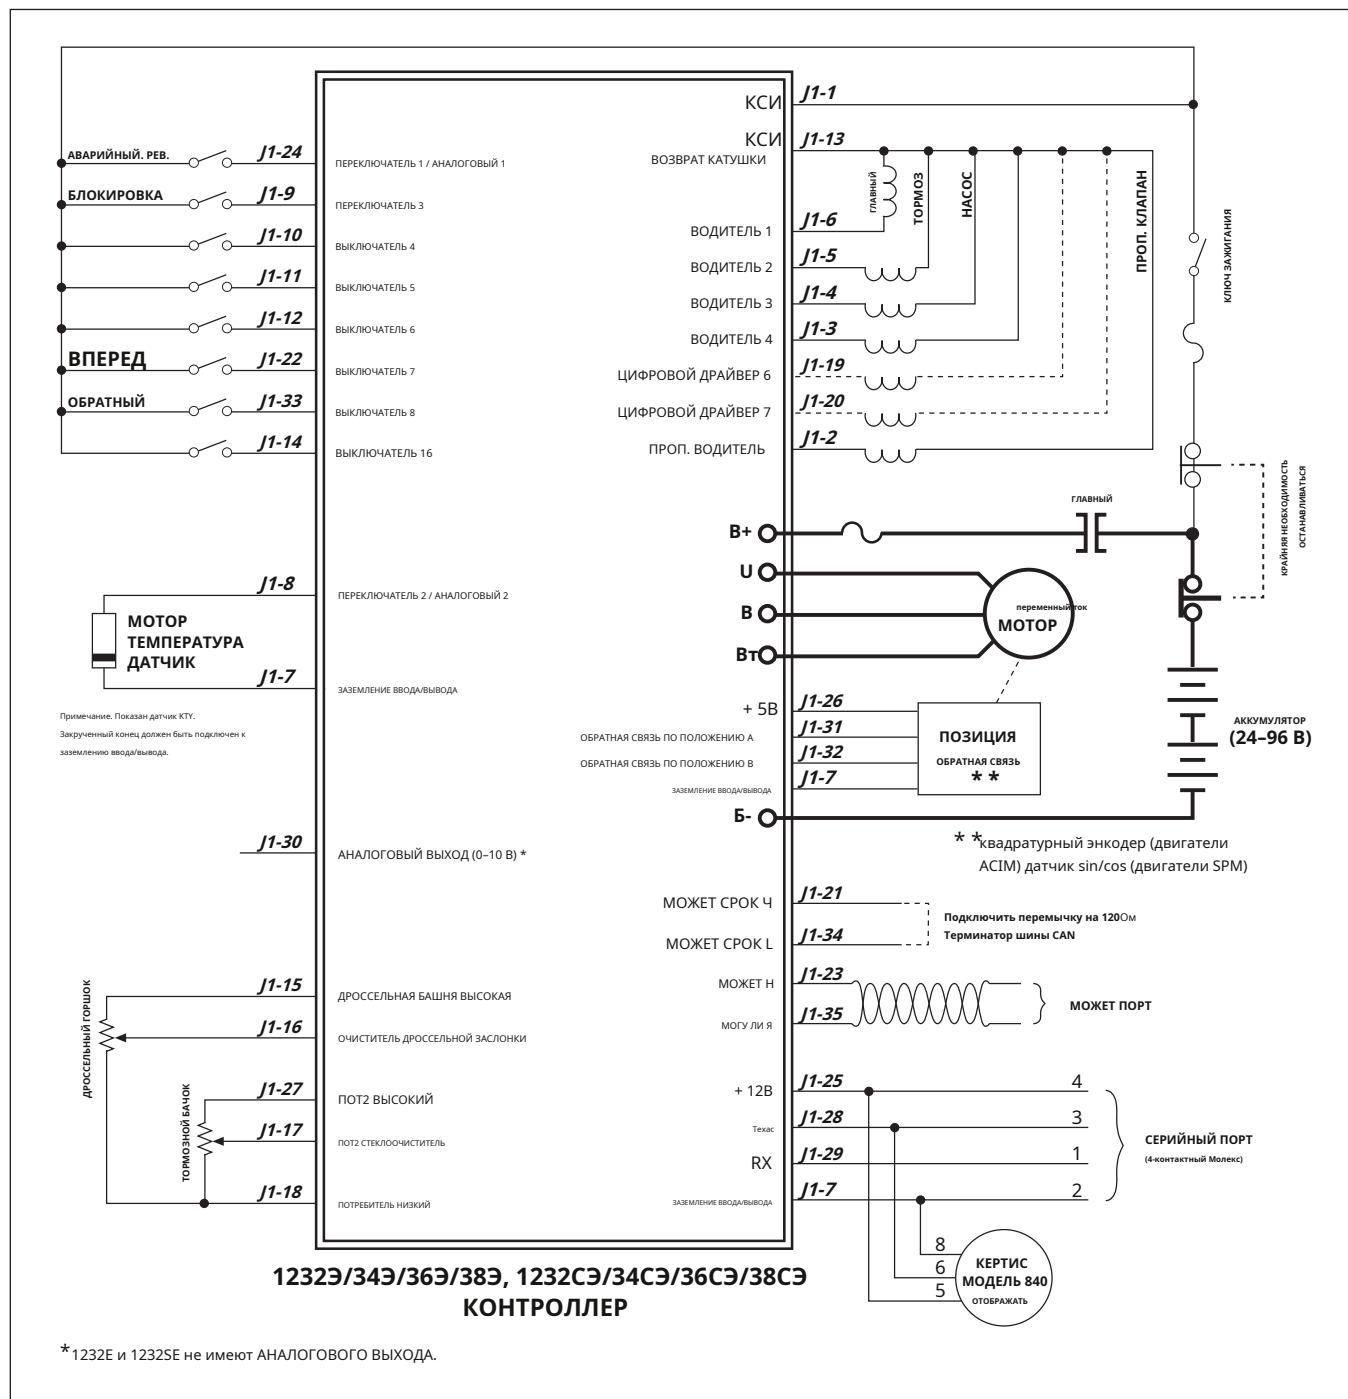 КСИ J1-1
КСИ J1-13
ВОЗВРАТ КАТУШКИ
АВАРИЙНЫЙ. РЕВ. J1-24 ПЕРЕКЛЮЧАТЕЛЬ 1 / АНАЛОГОВЫЙ 1
БЛОКИРОВКА J1-9 ПЕРЕКЛЮЧАТЕЛЬ 3
J1-10 ВЫКЛЮЧАТЕЛЬ 4
J1-11 ВЫКЛЮЧАТЕЛЬ 5
J1-12 ВЫКЛЮЧАТЕЛЬ 6
ВПЕРЕД J1-22 ВЫКЛЮЧАТЕЛЬ 7
ОБРАТНЫЙ J1-33 ВЫКЛЮЧАТЕЛЬ 8
J1-14 ВЫКЛЮЧАТЕЛЬ 16
ГЛАВНЫЙ
ТОРМОЗ
НАСОС
ПРОП. КЛАПАН
КЛЮЧ ЗАЖИГАНИЯ
ВОДИТЕЛЬ 1 J1-6
ВОДИТЕЛЬ 2 J1-5
ВОДИТЕЛЬ 3 J1-4
ВОДИТЕЛЬ 4 J1-3
ЦИФРОВОЙ ДРАЙВЕР 6 J1-19
ЦИФРОВОЙ ДРАЙВЕР 7 J1-20
ПРОП. ВОДИТЕЛЬ J1-2
КРАЙНЯЯ НЕОБХОДИМОСТЬ
ОСТАНАВЛИВАТЬСЯ
ГЛАВНЫЙ
В+
U
В
Вт
переменный ток
МОТОР
J1-8 ПЕРЕКЛЮЧАТЕЛЬ 2 / АНАЛОГОВЫЙ 2
МОТОР
ТЕМПЕРАТУРА
ДАТЧИК
J1-7 ЗАЗЕМЛЕНИЕ ВВОДА/ВЫВОДА
Примечание. Показан датчик KTY.
Закрученный конец должен быть подключен к
заземлению ввода/вывода.
+ 5В J1-26
ОБРАТНАЯ СВЯЗЬ ПО ПОЛОЖЕНИЮ А J1-31
ОБРАТНАЯ СВЯЗЬ ПО ПОЛОЖЕНИЮ В J1-32
ЗАЗЕМЛЕНИЕ ВВОДА/ВЫВОДА J1-7
ПОЗИЦИЯ
ОБРАТНАЯ СВЯЗЬ
* *
АККУМУЛЯТОР
(24–96 В)
Б-
* * квадратурный энкодер (двигатели
ACIM) датчик sin/cos (двигатели SPM)
J1-30 АНАЛОГОВЫЙ ВЫХОД (0–10 В) *
МОЖЕТ СРОК Ч J1-21
МОЖЕТ СРОК L J1-34
Подключить перемычку на 120Ом
Терминатор шины CAN
МОЖЕТ Н J1-23
МОГУ ЛИ Я J1-35
МОЖЕТ ПОРТ
ДРОССЕЛЬНЫЙ ГОРШОК
J1-15 ДРОССЕЛЬНАЯ БАШНЯ ВЫСОКАЯ
J1-16 ОЧИСТИТЕЛЬ ДРОССЕЛЬНОЙ ЗАСЛОНКИ
ТОРМОЗНОЙ БАЧОК
J1-27 ПОТ2 ВЫСОКИЙ
J1-17 ПОТ2 СТЕКЛООЧИСТИТЕЛЬ
J1-18 ПОТРЕБИТЕЛЬ НИЗКИЙ
+ 12В J1-25 4
Техас J1-28 3
RX J1-29 1
ЗАЗЕМЛЕНИЕ ВВОДА/ВЫВОДА J1-7 2
СЕРИЙНЫЙ ПОРТ
(4-контактный Молекс)
8
6
5
КЕРТИС
МОДЕЛЬ 840
ОТОБРАЖАТЬ
1232Э/34Э/36Э/38Э, 1232СЭ/34СЭ/36СЭ/38СЭ
КОНТРОЛЛЕР
* 1232E и 1232SE не имеют АНАЛОГОВОГО ВЫХОДА.